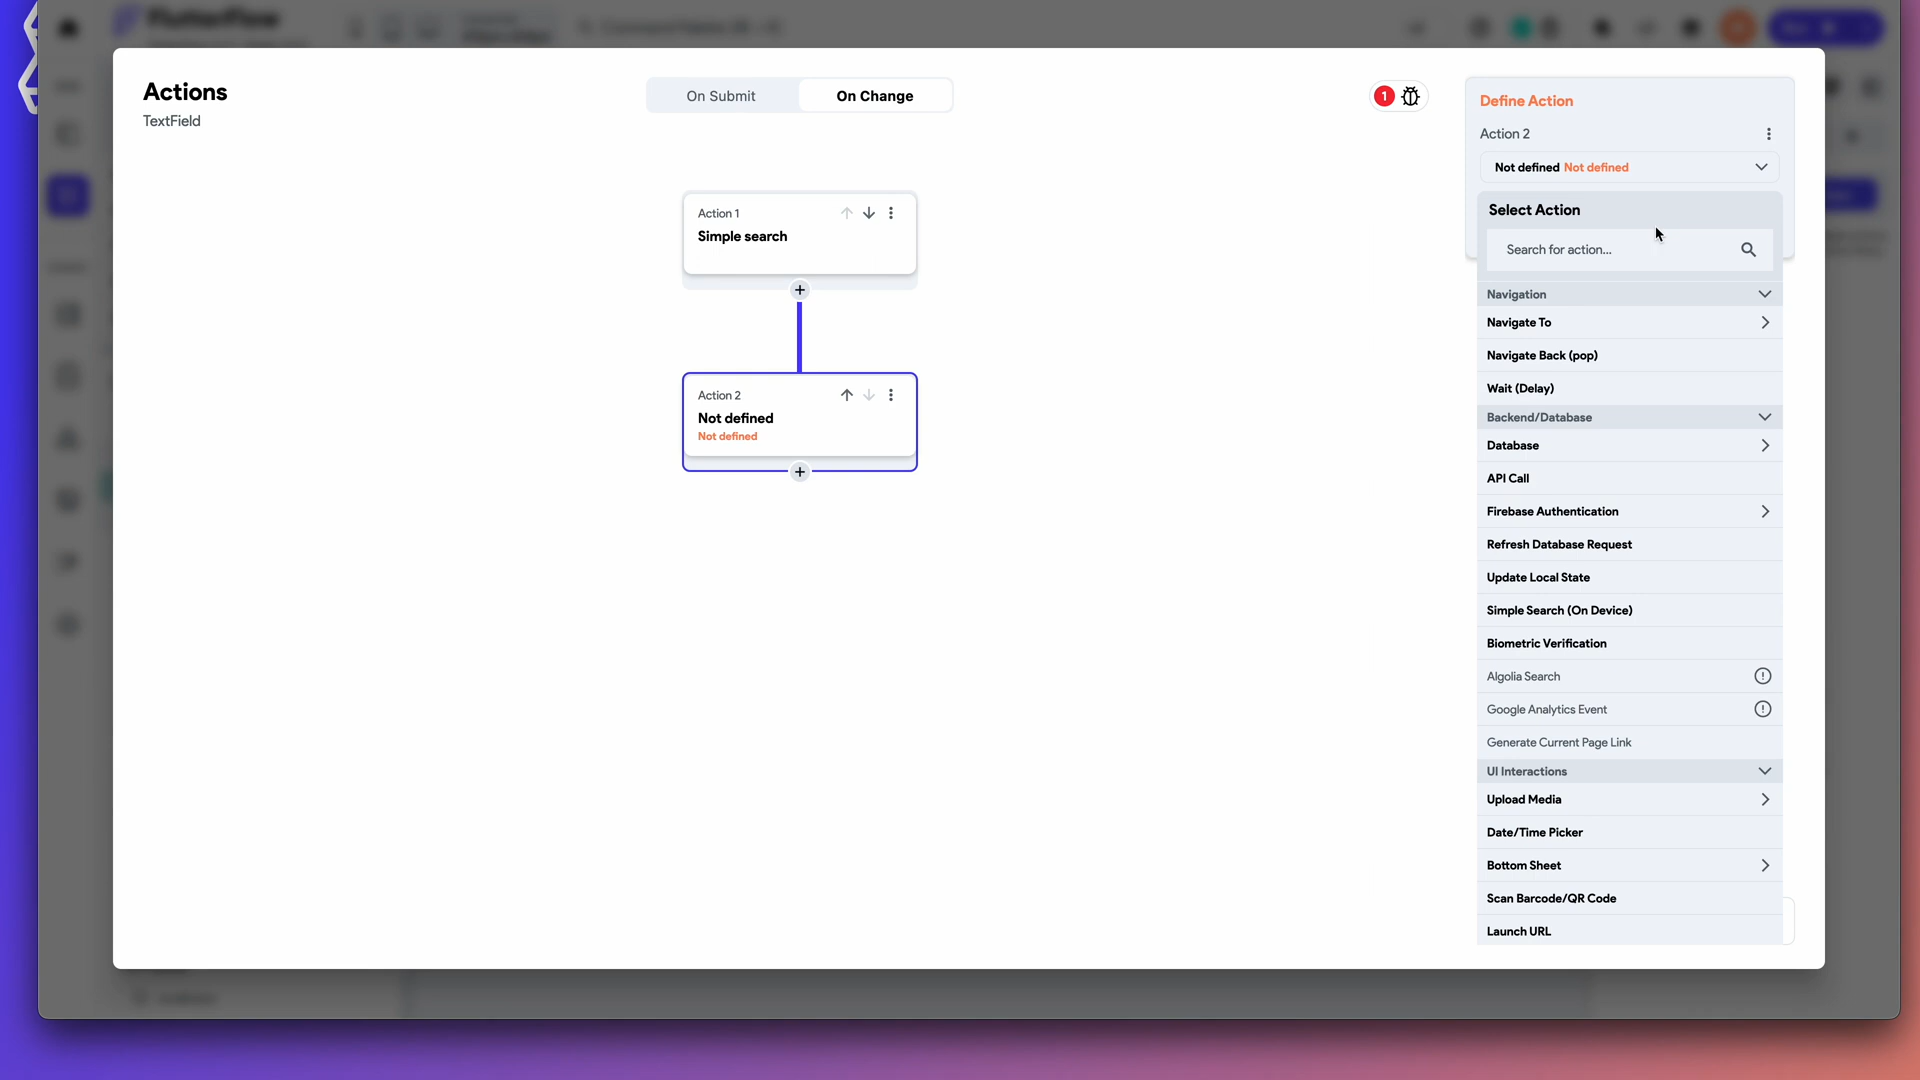 FlutterFlow
Actions
TextField
On Submit
On Change
1
Action 1
Simple search
Action 2
Not defined
Not defined
Define Action
Action 2
Not defined Not defined
Select Action
Search for action...
Navigation
Navigate To
Navigate Back (pop)
Wait (Delay)
Backend/Database
Database
API Call
Firebase Authentication
Refresh Database Request
Update Local State
Simple Search (On Device)
Biometric Verification
Algolia Search
Google Analytics Event
Generate Current Page Link
UI Interactions
Upload Media
Date/Time Picker
Bottom Sheet
Scan Barcode/QR Code
Launch URL